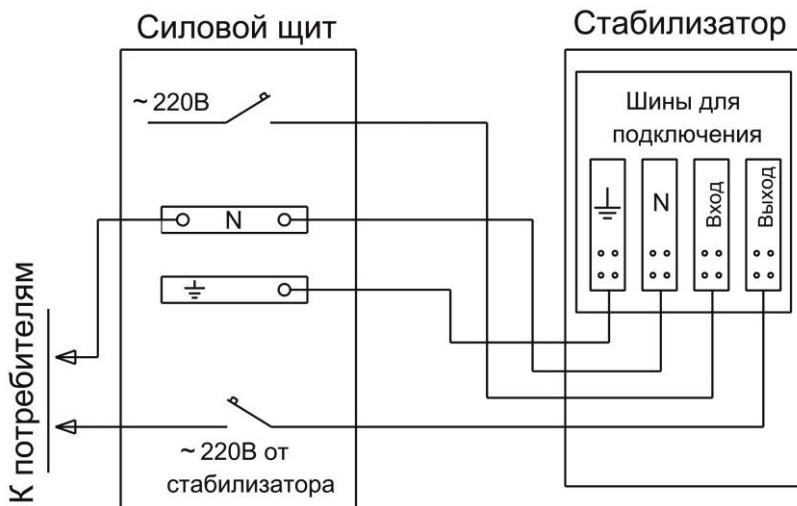 Силовой щит
Стабилизатор
~ 220В
Шины для
подключения
N
N
Вход
Выход
К потребителям
~ 220В от
стабилизатора